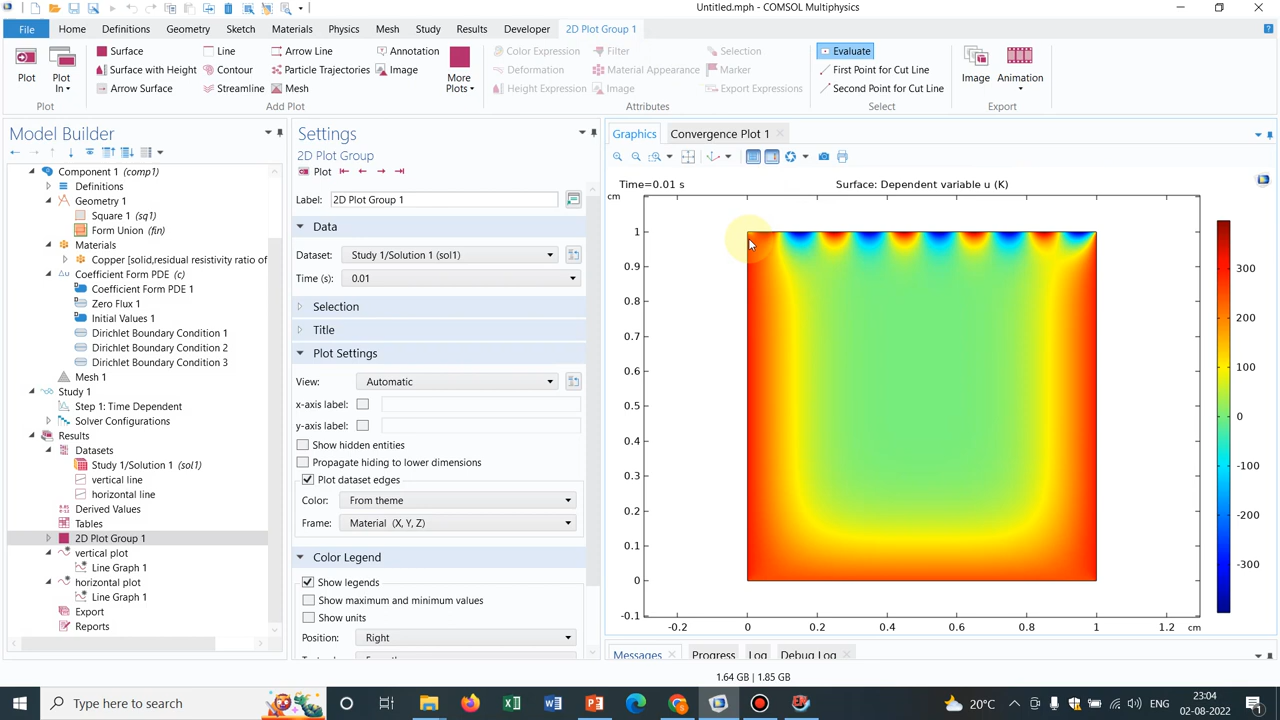 Untitled.mph - COMSOL Multiphysics
File Home Definitions Geometry Sketch Materials Physics Mesh Study Results Developer 2D Plot Group 1
Surface Line Arrow Line Annotation Color Expression Filter Selection Evaluate
Surface with Height Contour Particle Trajectories Image Deformation Material Appearance Marker First Point for Cut Line
Plot Plot In More Plots Image Animation
Arrow Surface Streamline Mesh Height Expression Image Export Expressions Second Point for Cut Line
Plot Add Plot Attributes Select Export
Model Builder
Component 1 (comp1)
Definitions
Geometry 1
Square 1 (sq1)
Form Union (fin)
Materials
Copper [solid,residual resistivity ratio of
Coefficient Form PDE (c)
Coefficient Form PDE 1
Zero Flux 1
Initial Values 1
Dirichlet Boundary Condition 1
Dirichlet Boundary Condition 2
Dirichlet Boundary Condition 3
Mesh 1
Study 1
Step 1: Time Dependent
Solver Configurations
Results
Datasets
Study 1/Solution 1 (sol1)
vertical line
horizontal line
Derived Values
Tables
2D Plot Group 1
vertical plot
Line Graph 1
horizontal plot
Line Graph 1
Export
Reports
Settings
2D Plot Group
Plot
Label: 2D Plot Group 1
Data
Dataset: Study 1/Solution 1 (sol1)
Time (s): 0.01
Selection
Title
Plot Settings
View: Automatic
x-axis label:
y-axis label:
Show hidden entities
Propagate hiding to lower dimensions
Plot dataset edges
Color: From theme
Frame: Material (X, Y, Z)
Color Legend
Show legends
Show maximum and minimum values
Show units
Position: Right
Graphics Convergence Plot 1
Time=0.01 s Surface: Dependent variable u (K)
cm
1
0.9
0.8
0.7
0.6
0.5
0.4
0.3
0.2
0.1
0
-0.1
-0.2 0 0.2 0.4 0.6 0.8 1 1.2 cm
300
200
100
0
-100
-200
-300
Messages Progress Log Debug Log
1.64 GB | 1.85 GB
Type here to search
20°C ENG
23:04
02-08-2022